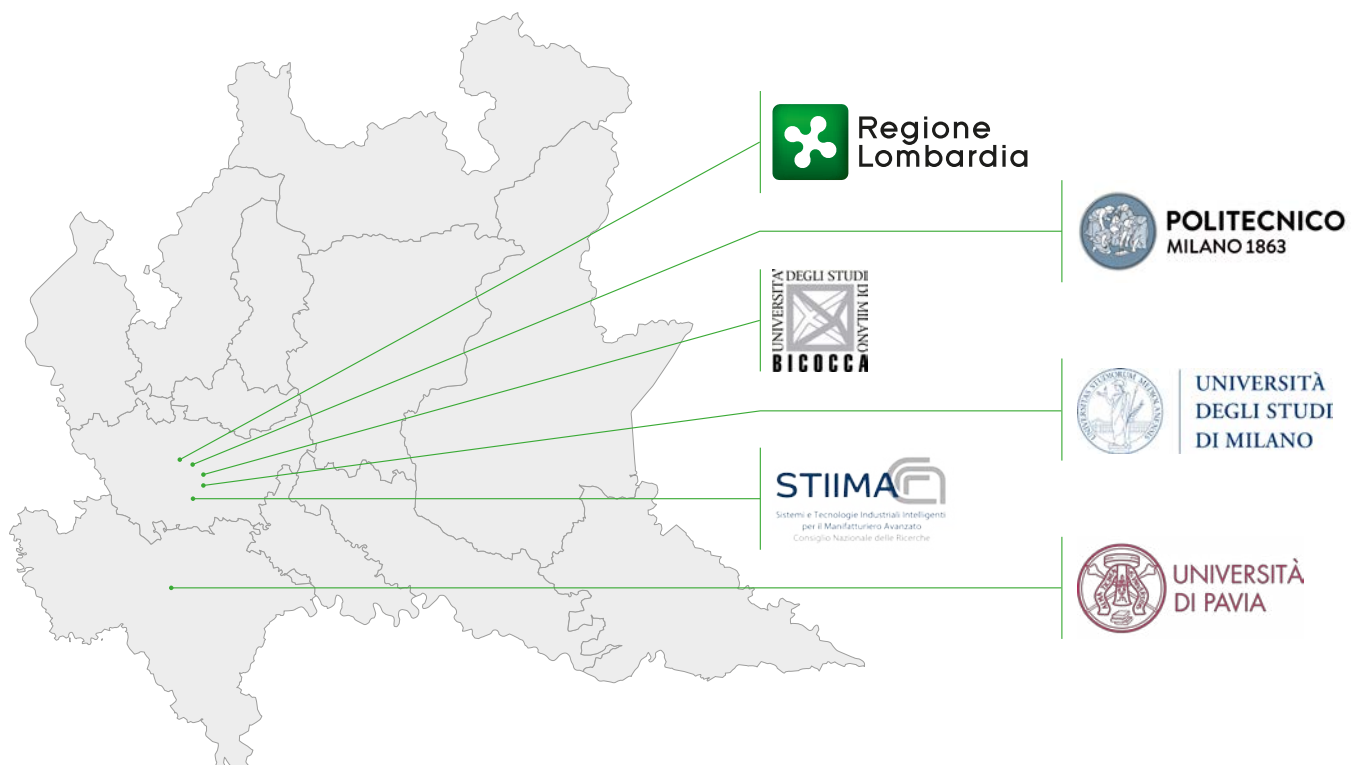 Regione
Lombardia
POLITECNICO
MILANO 1863
UNIVERSITÀ DEGLI STUDI DI MILANO
BICOCCA
UNIVERSITÀ
DEGLI STUDI
DI MILANO
STIIMA
Sistemi e Tecnologie Industriali Intelligenti
per il Manifatturiero Avanzato
Consiglio Nazionale delle Ricerche
UNIVERSITÀ
DI PAVIA